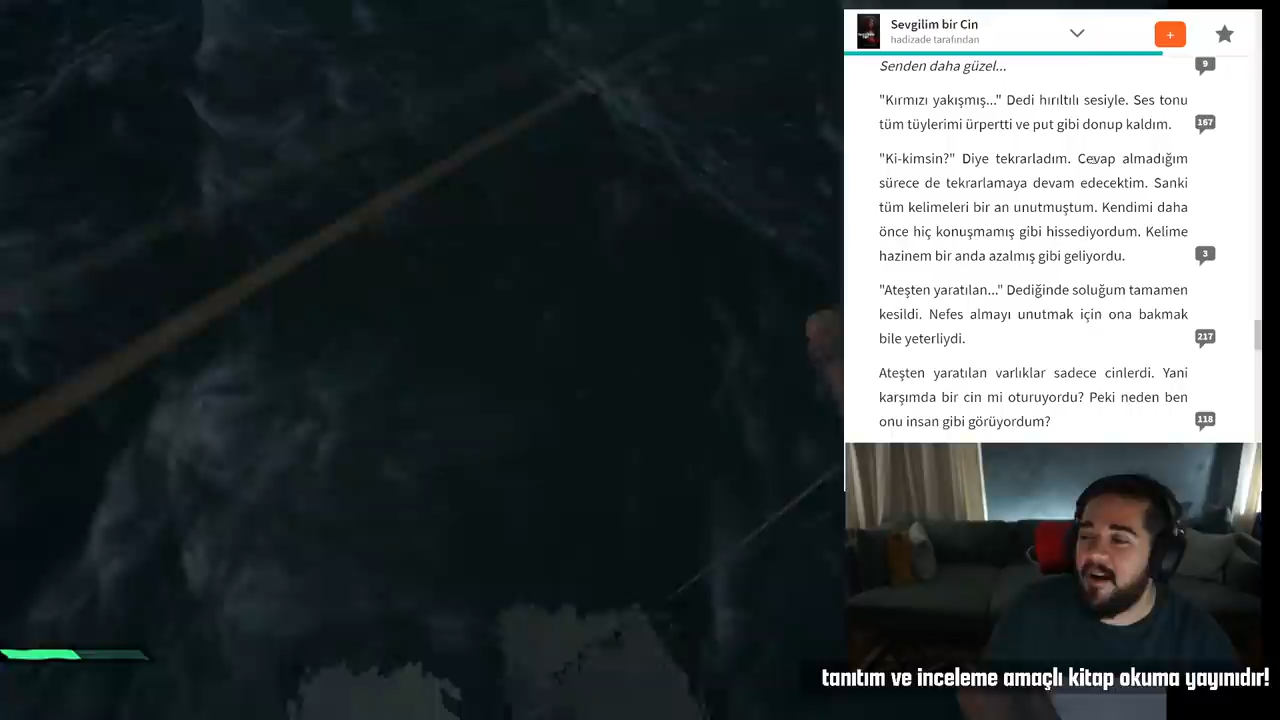 Sevgilim bir Cin
hadizade tarafından
+
Senden daha güzel...
9
"Kırmızı yakışmış..." Dedi hırıltılı sesiyle. Ses tonu
tüm tüylerimi ürpertti ve put gibi donup kaldım.
167
"Ki-kimsin?" Diye tekrarladım. Cevap almadığım
sürece de tekrarlamaya devam edecektim. Sanki
tüm kelimeleri bir an unutmuştum. Kendimi daha
önce hiç konuşmamış gibi hissediyordum. Kelime
hazinem bir anda azalmış gibi geliyordu.
3
"Ateşten yaratılan..." Dediğinde soluğum tamamen
kesildi. Nefes almayı unutmak için ona bakmak
bile yeterliydi.
217
Ateşten yaratılan varlıklar sadece cinlerdi. Yani
karşımda bir cin mi oturuyordu? Peki neden ben
onu insan gibi görüyordum?
118
tanıtım ve inceleme amaçlı kitap okuma yayınıdır!